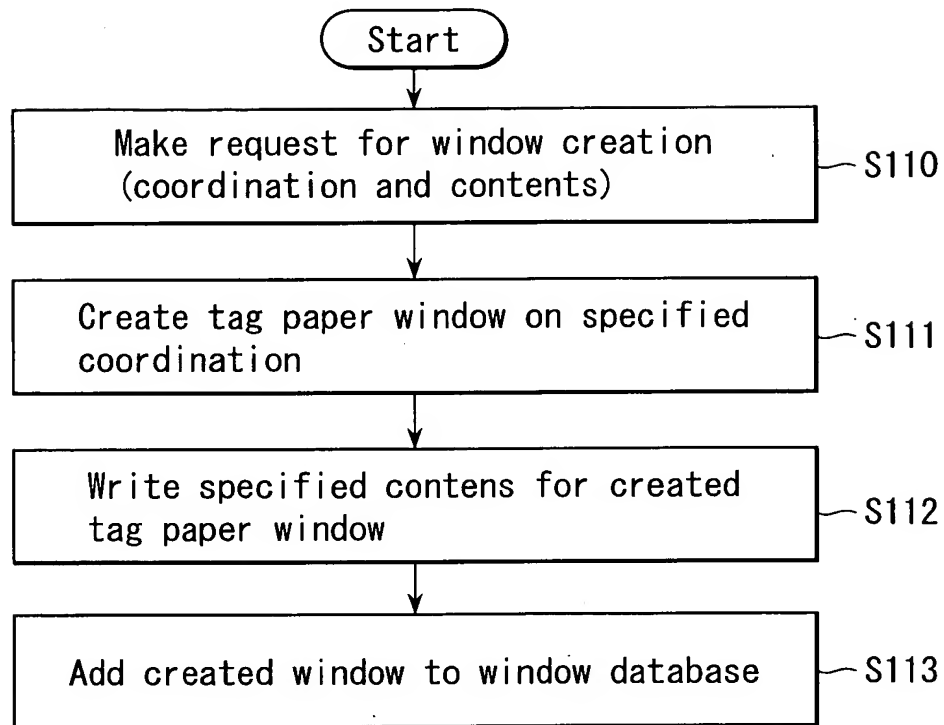 Start
Make request for window creation
(coordination and contents)
S110
Create tag paper window on specified
coordination
S111
Write specified contens for created
tag paper window
S112
Add created window to window database
S113